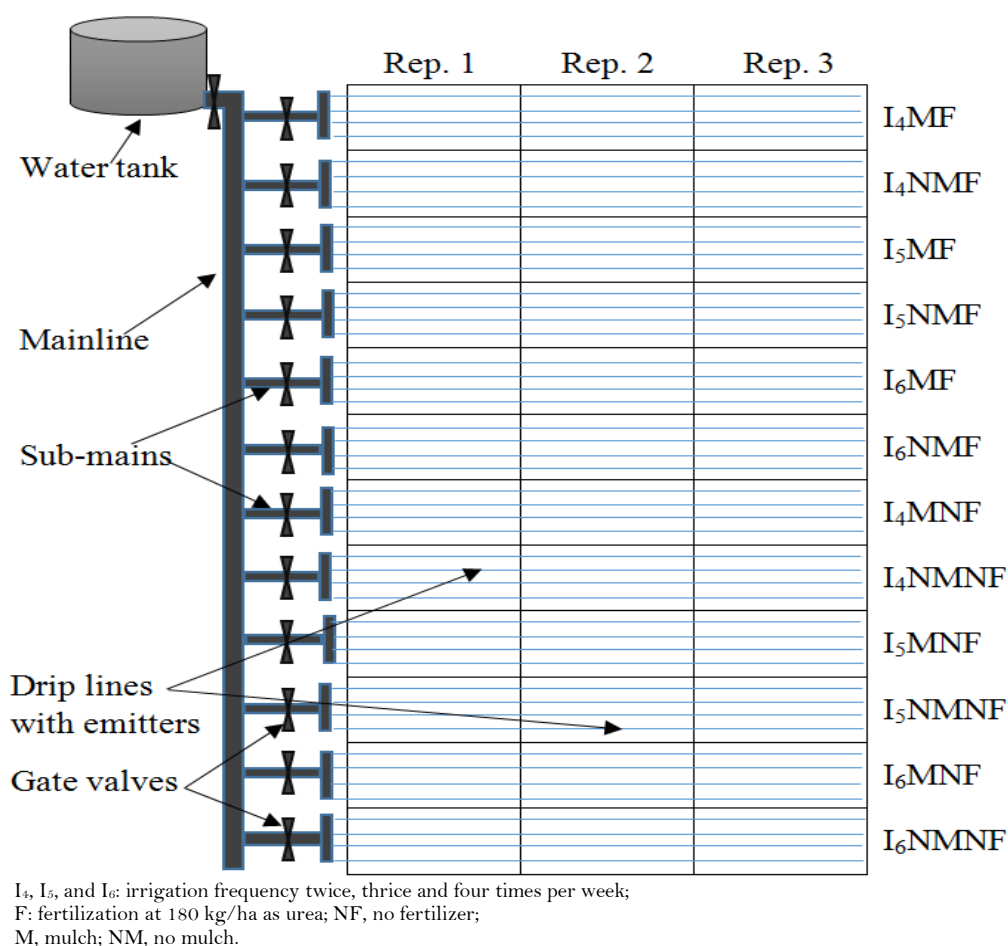 Rep. 1 Rep. 2 Rep. 3
Water tank
Mainline
Sub-mains
Drip lines
with emitters
Gate valves
I₄MF
I₄NMF
I₅MF
I₅NMF
I₆MF
I₆NMF
I₄MNF
I₄NMNF
I₅MNF
I₅NMNF
I₆MNF
I₆NMNF
I₄, I₅, and I₆: irrigation frequency twice, thrice and four times per week;
F: fertilization at 180 kg/ha as urea; NF, no fertilizer;
M, mulch; NM, no mulch.